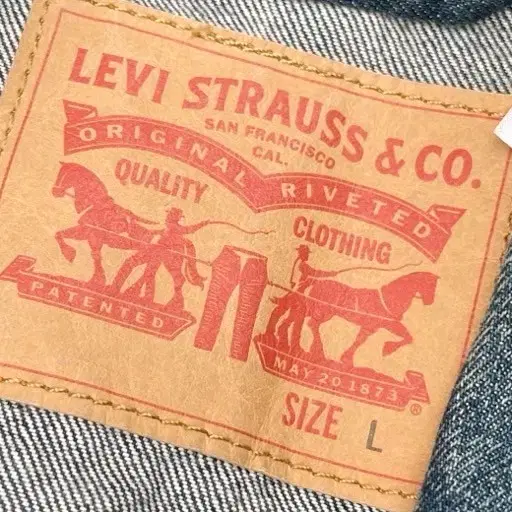 LEVI STRAUSS & CO.
SAN FRANCISCO
CAL.
ORIGINAL RIVETED
QUALITY CLOTHING
PATENTED
MAY 20 1873
®
SIZE L